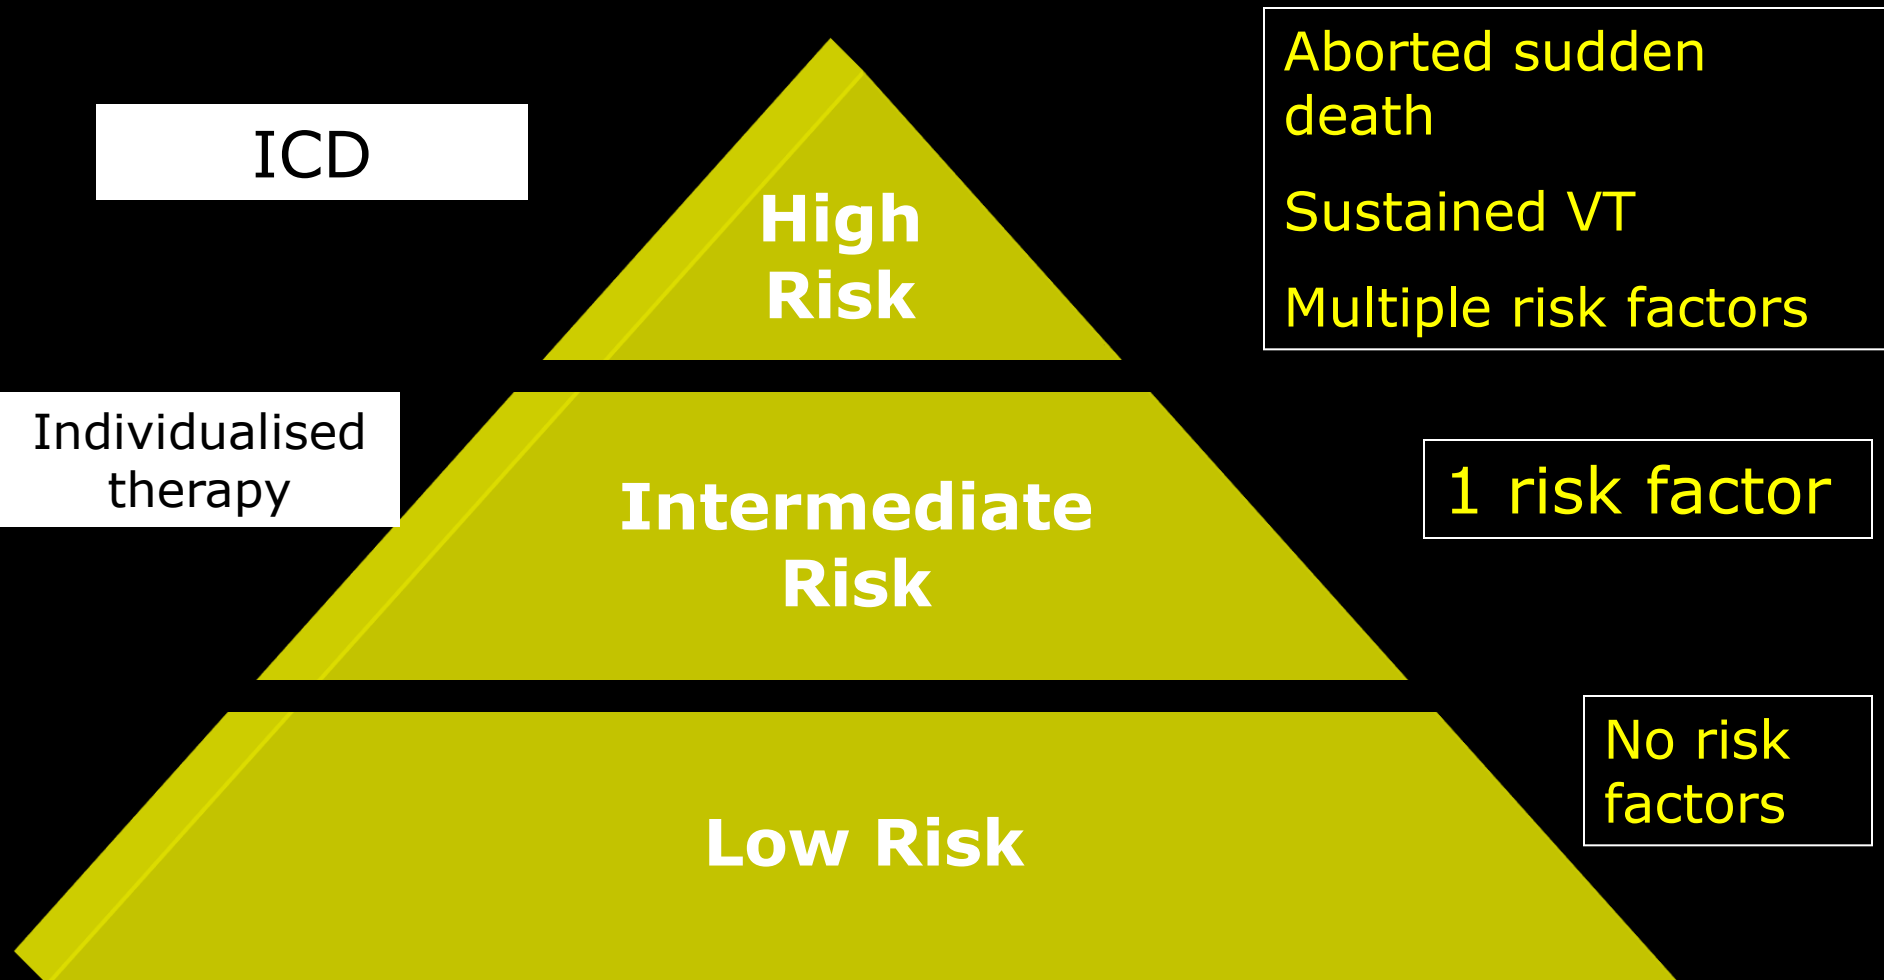 ICD
High
Risk
Aborted sudden
death
Sustained VT
Multiple risk factors
Individualised
therapy
Intermediate
Risk
1 risk factor
Low Risk
No risk
factors